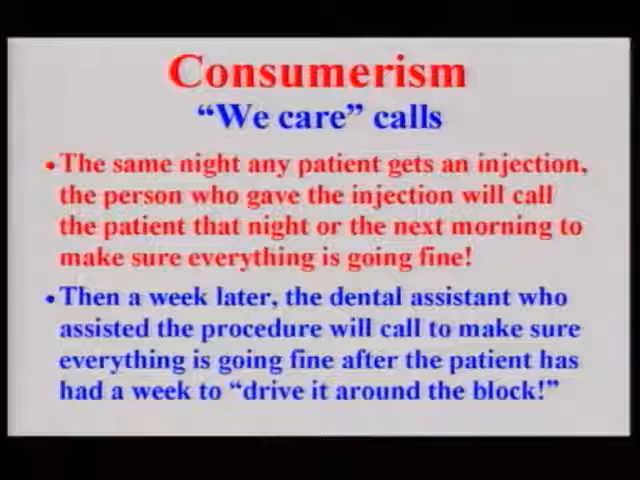 Consumerism
“We care” calls
•The same night any patient gets an injection,
the person who gave the injection will call
the patient that night or the next morning to
make sure everything is going fine!
•Then a week later, the dental assistant who
assisted the procedure will call to make sure
everything is going fine after the patient has
had a week to “drive it around the block!”